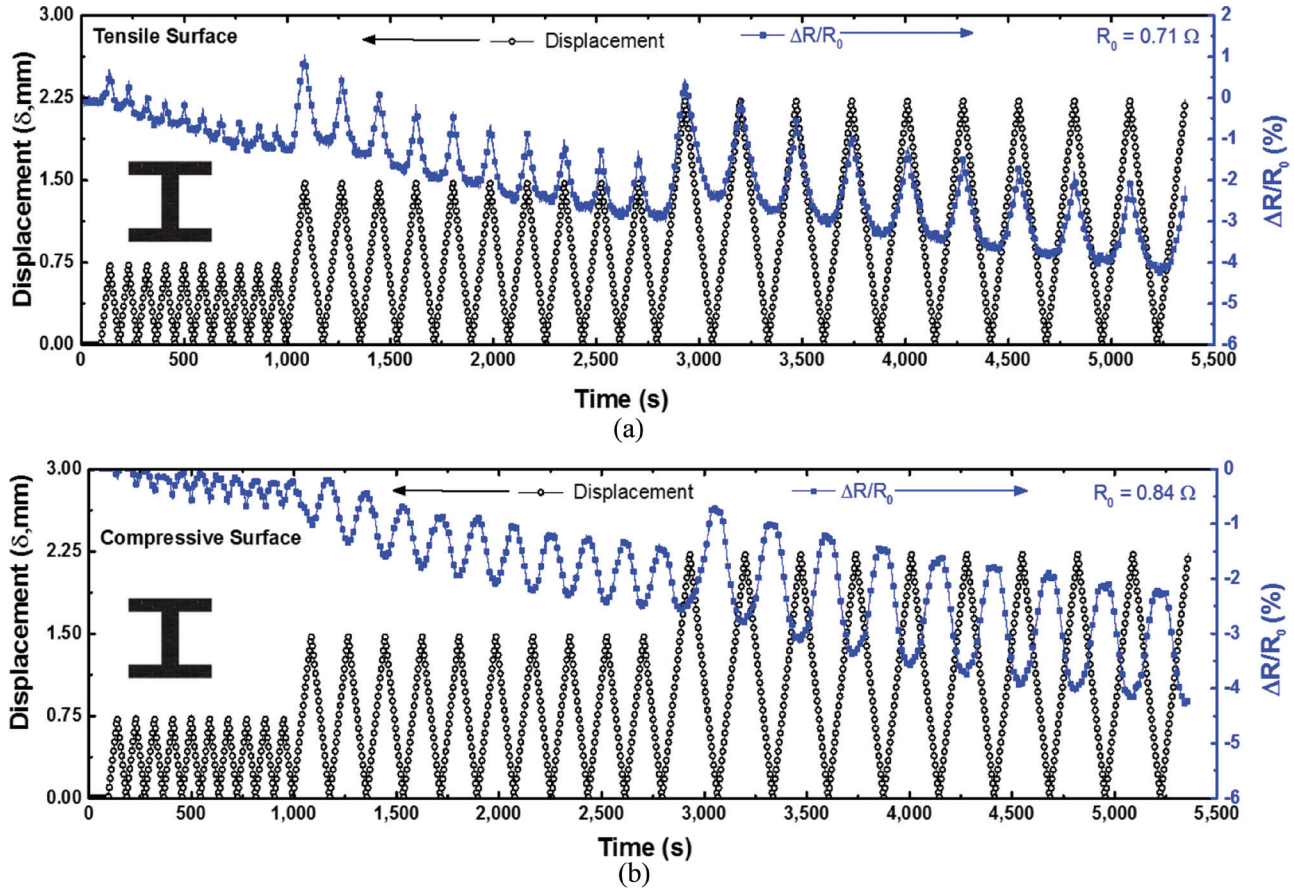 Tensile Surface
Displacement
ΔR/R₀
R₀ = 0.71 Ω
3.00
2.25
1.50
0.75
0.00
Displacement (δ,mm)
2
1
0
-1
-2
-3
-4
-5
-6
ΔR/R₀ (%)
0 500 1,000 1,500 2,000 2,500 3,000 3,500 4,000 4,500 5,000 5,500
Time (s)
(a)
Displacement
ΔR/R₀
R₀ = 0.84 Ω
Compressive Surface
3.00
2.25
1.50
0.75
0.00
Displacement (δ,mm)
0
-1
-2
-3
-4
-5
-6
ΔR/R₀ (%)
0 500 1,000 1,500 2,000 2,500 3,000 3,500 4,000 4,500 5,000 5,500
Time (s)
(b)